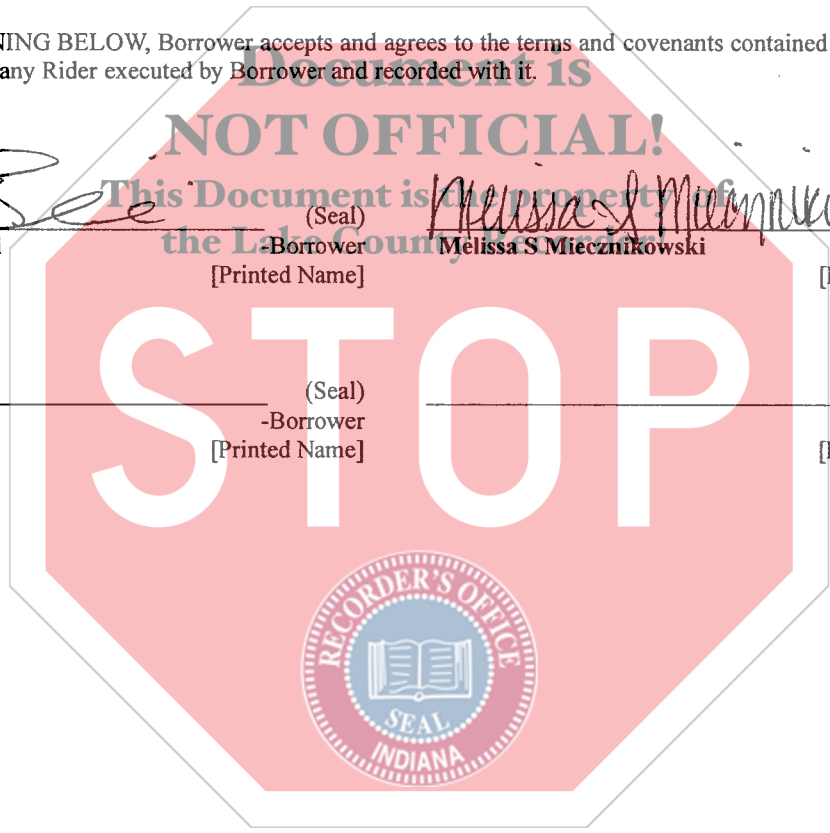 NING BELOW, Borrower accepts and agrees to the terms and covenants contained
any Rider executed by Borrower and recorded with it.
Document is
NOT OFFICIAL!
This Document is the property of
the Lake County Recorder!
(Seal)
-Borrower
[Printed Name]
Melissa S Miecznikowski
Melissa S Miecznikowski
(Seal)
-Borrower
[Printed Name]
STOP
RECORDER'S OFFICE
SEAL
INDIANA